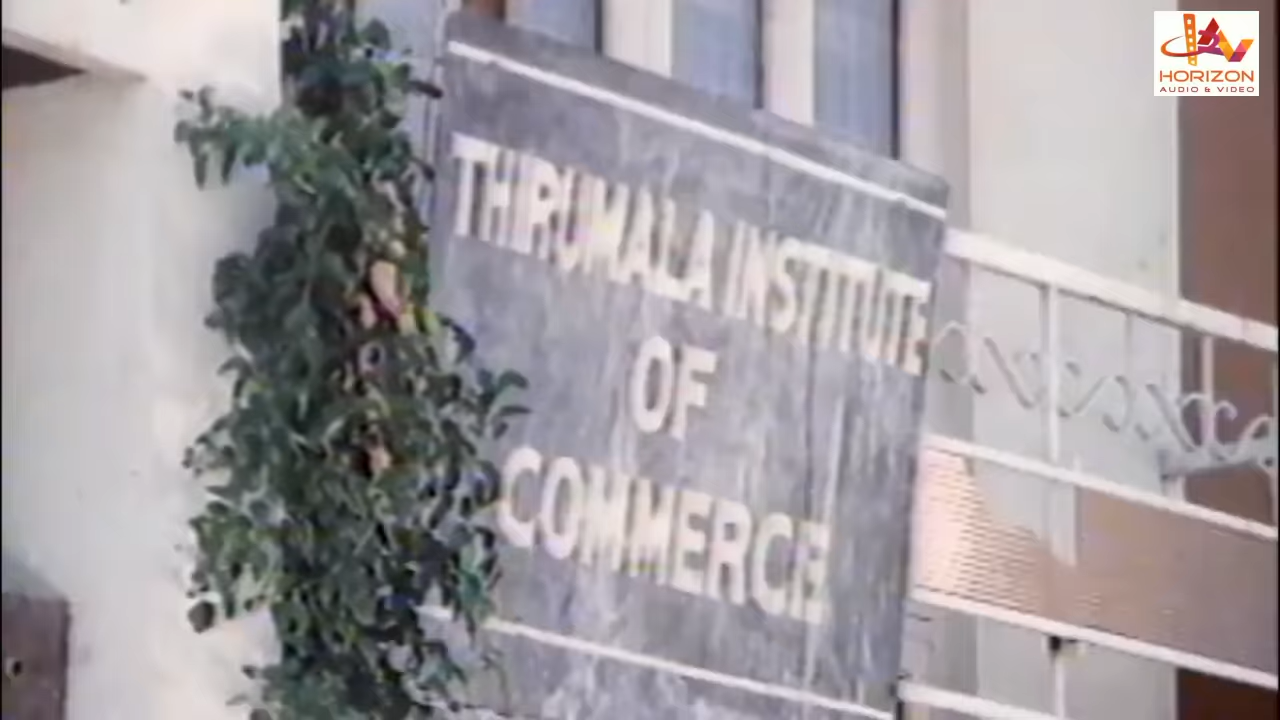 THIRUMALA INSTITUTE
OF
COMMERCE
HORIZON
AUDIO & VIDEO